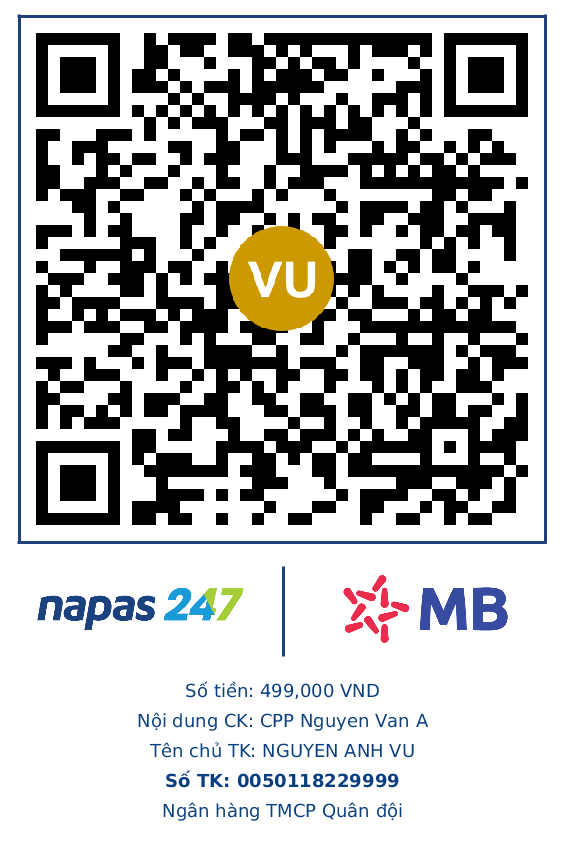 VU
napas 247
MB
Số tiền: 499,000 VND
Nội dung CK: CPP Nguyen Van A
Tên chủ TK: NGUYEN ANH VU
Số TK: 0050118229999
Ngân hàng TMCP Quân đội